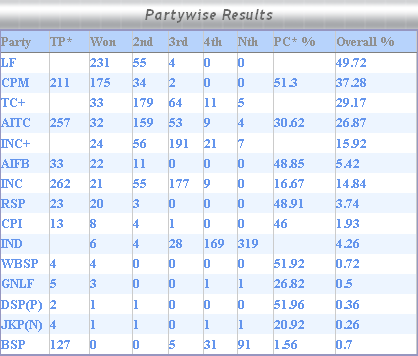 Partywise Results
Party TP* Won 2nd 3rd 4th Nth PC* % Overall %
LF 231 55 4 0 0 49.72
CPM 211 175 34 2 0 0 51.3 37.28
TC+ 33 179 64 11 5 29.17
AITC 257 32 159 53 9 4 30.62 26.87
INC+ 24 56 191 21 7 15.92
AIFB 33 22 11 0 0 0 48.85 5.42
INC 262 21 55 177 9 0 16.67 14.84
RSP 23 20 3 0 0 0 48.91 3.74
CPI 13 8 4 1 0 0 46 1.93
IND 6 4 28 169 319 4.26
WBSP 4 4 0 0 0 0 51.92 0.72
GNLF 5 3 0 0 1 1 26.82 0.5
DSP(P) 2 1 1 0 0 0 51.96 0.36
JKP(N) 4 1 1 0 1 1 20.92 0.26
BSP 127 0 0 5 31 91 1.56 0.7